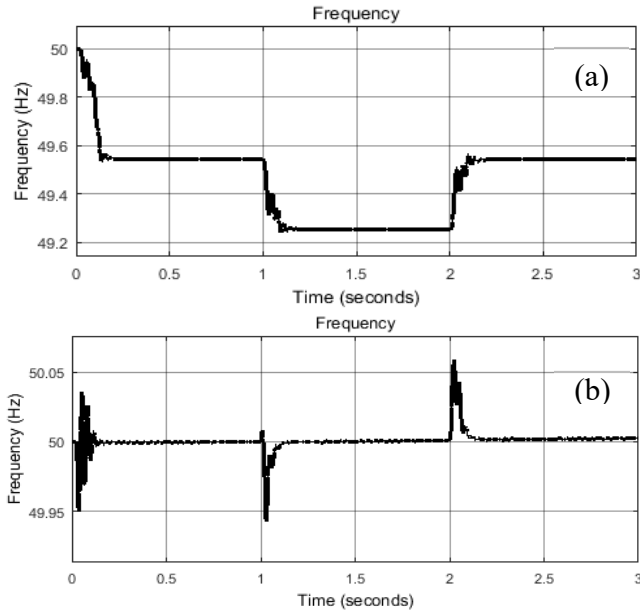 Frequency
(a)
Frequency (Hz)
50
49.8
49.6
49.4
49.2
0 0.5 1 1.5 2 2.5 3
Time (seconds)
Frequency
(b)
Frequency (Hz)
50.05
50
49.95
0 0.5 1 1.5 2 2.5 3
Time (seconds)